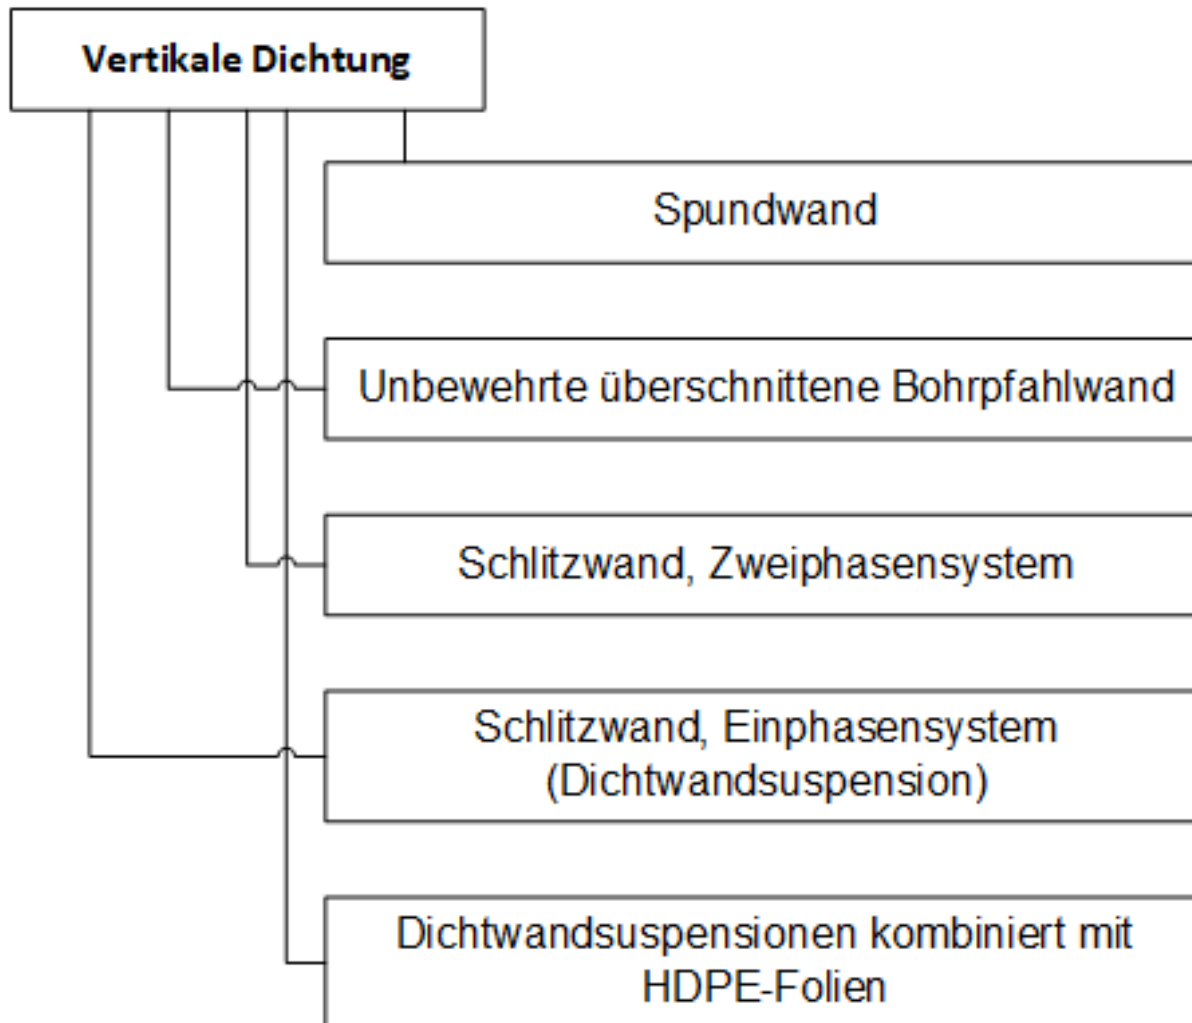 Vertikale Dichtung
Spundwand
Unbewehrte überschnittene Bohrpfahlwand
Schlitzwand, Zweiphasensystem
Schlitzwand, Einphasensystem
(Dichtwandsuspension)
Dichtwandsuspensionen kombiniert mit
HDPE-Folien